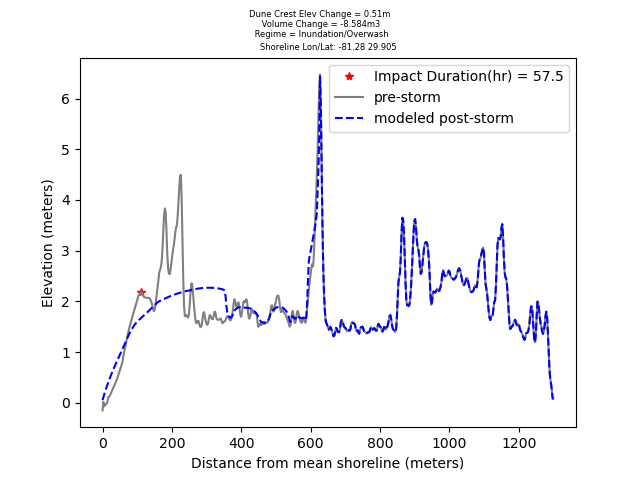 Dune Crest Elev Change = 0.51m
Volume Change = -8.584m3
Regime = Inundation/Overwash
Shoreline Lon/Lat: -81.28 29.905
Impact Duration(hr) = 57.5
pre-storm
modeled post-storm
Elevation (meters)
6
5
4
3
2
1
0
0 200 400 600 800 1000 1200
Distance from mean shoreline (meters)